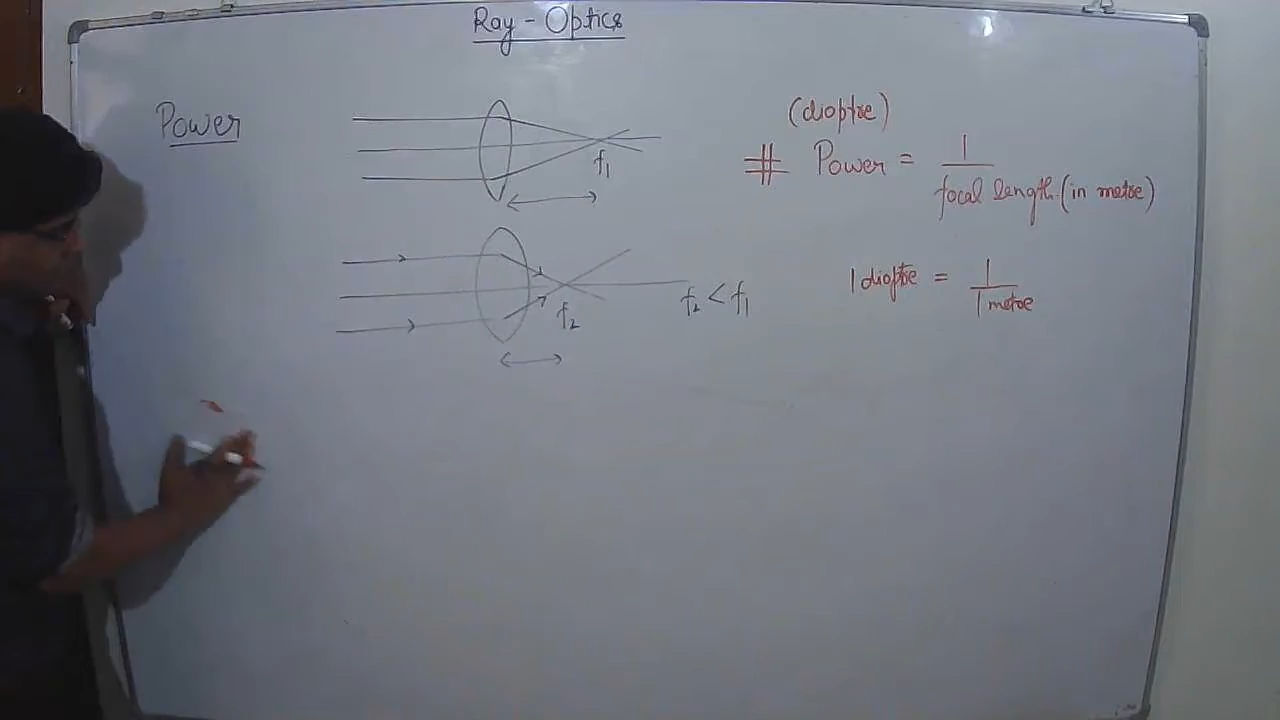 Ray - Optics
Power
f₁
f₂
f₂ < f₁
(dioptre)
# Power = 1 / focal length (in metre)
1 dioptre = 1 / 1 metre